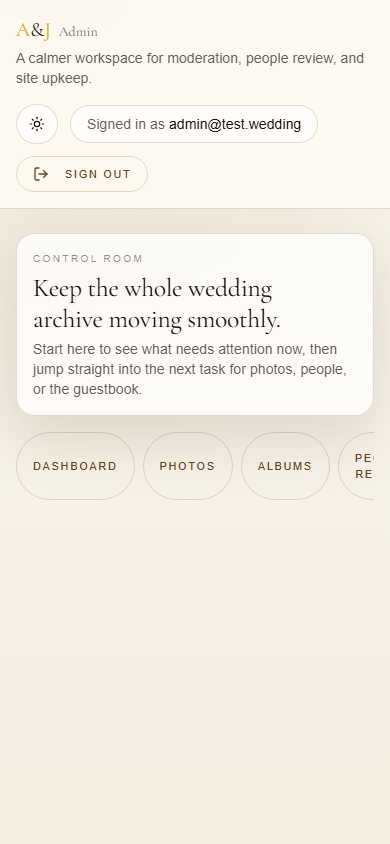 A&J Admin
A calmer workspace for moderation, people review, and
site upkeep.
Signed in as admin@test.wedding
SIGN OUT
CONTROL ROOM
Keep the whole wedding
archive moving smoothly.
Start here to see what needs attention now, then
jump straight into the next task for photos, people,
or the guestbook.
DASHBOARD
PHOTOS
ALBUMS